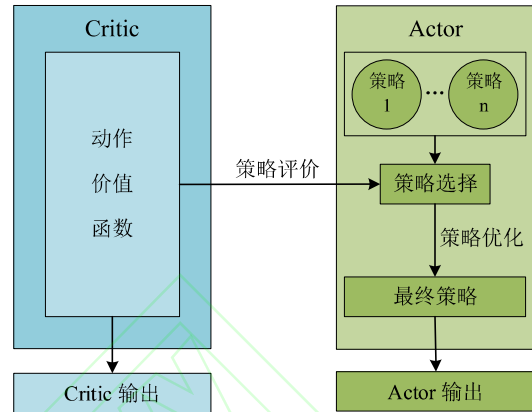 Critic
动作
价值
函数
Critic 输出
策略评价
Actor
策略
1
…
策略
n
策略选择
策略优化
最终策略
Actor 输出